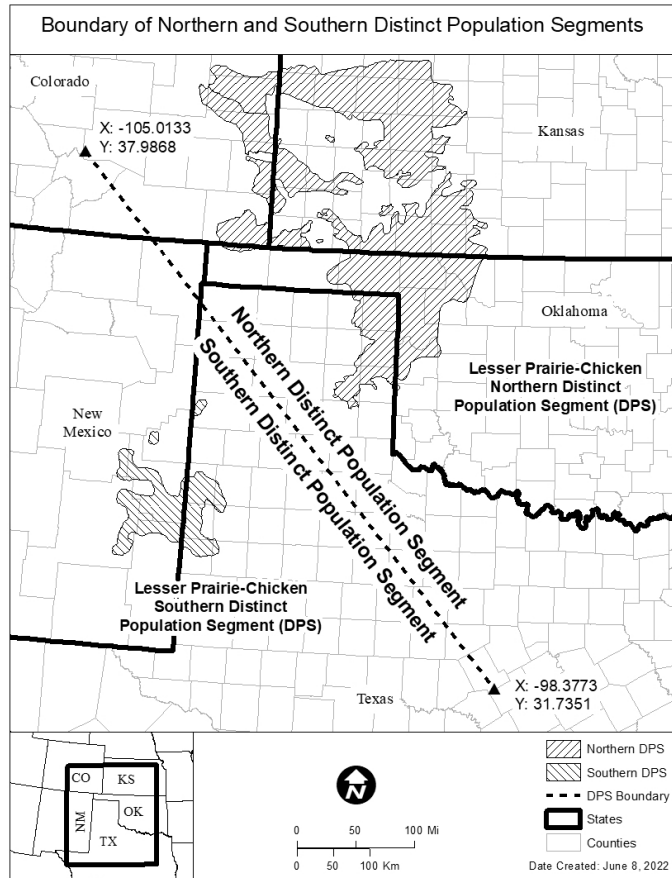 Boundary of Northern and Southern Distinct Population Segments
Colorado
X: -105.0133
Y: 37.9868
Kansas
Oklahoma
Northern Distinct Population Segment
Southern Distinct Population Segment
Lesser Prairie-Chicken
Northern Distinct
Population Segment (DPS)
New
Mexico
Lesser Prairie-Chicken
Southern Distinct
Population Segment (DPS)
Texas
X: -98.3773
Y: 31.7351
CO
KS
NM
OK
TX
N
0 50 100 Mi
0 50 100 Km
Northern DPS
Southern DPS
DPS Boundary
States
Counties
Date Created: June 8, 2022